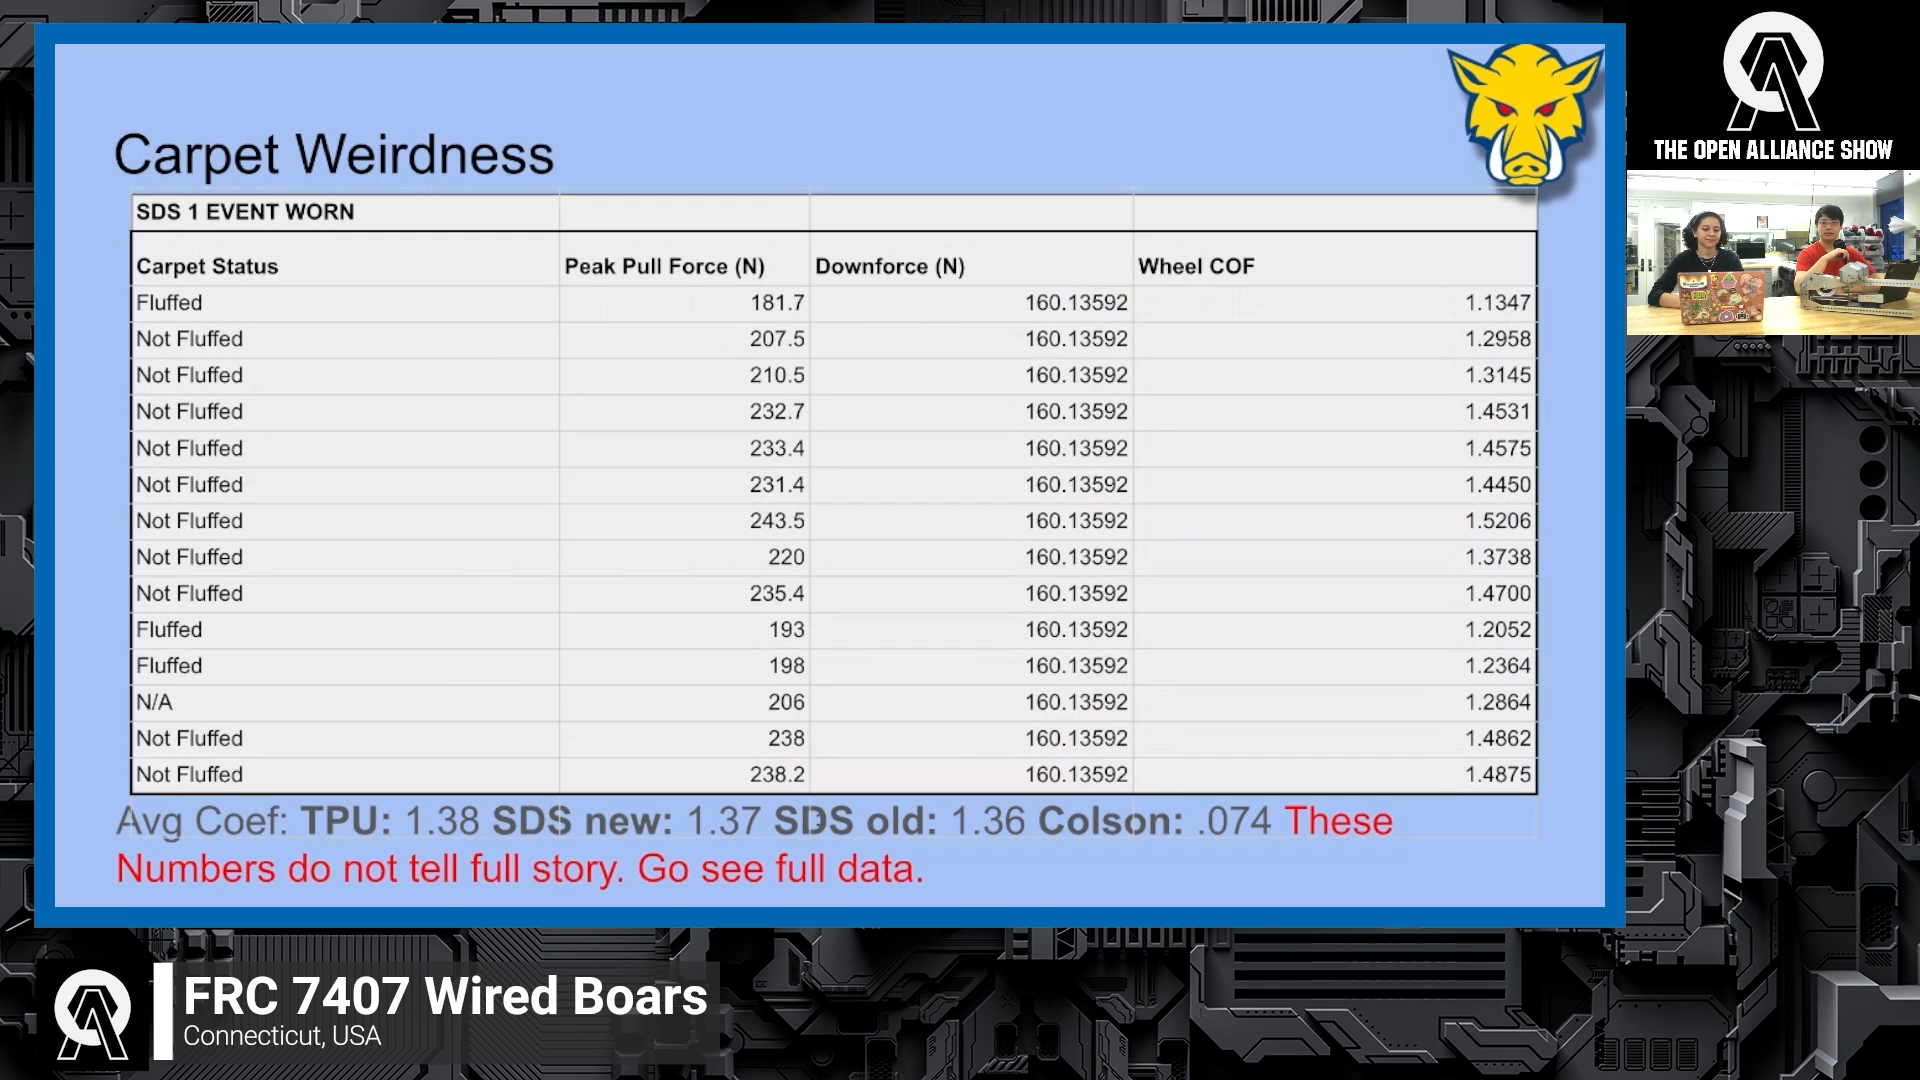 THE OPEN ALLIANCE SHOW
Carpet Weirdness
SDS 1 EVENT WORN
Carpet Status Peak Pull Force (N) Downforce (N) Wheel COF
Fluffed 181.7 160.13592 1.1347
Not Fluffed 207.5 160.13592 1.2958
Not Fluffed 210.5 160.13592 1.3145
Not Fluffed 232.7 160.13592 1.4531
Not Fluffed 233.4 160.13592 1.4575
Not Fluffed 231.4 160.13592 1.4450
Not Fluffed 243.5 160.13592 1.5206
Not Fluffed 220 160.13592 1.3738
Not Fluffed 235.4 160.13592 1.4700
Fluffed 193 160.13592 1.2052
Fluffed 198 160.13592 1.2364
N/A 206 160.13592 1.2864
Not Fluffed 238 160.13592 1.4862
Not Fluffed 238.2 160.13592 1.4875
Avg Coef: TPU: 1.38 SDS new: 1.37 SDS old: 1.36 Colson: .074 These
Numbers do not tell full story. Go see full data.
FRC 7407 Wired Boars
Connecticut, USA